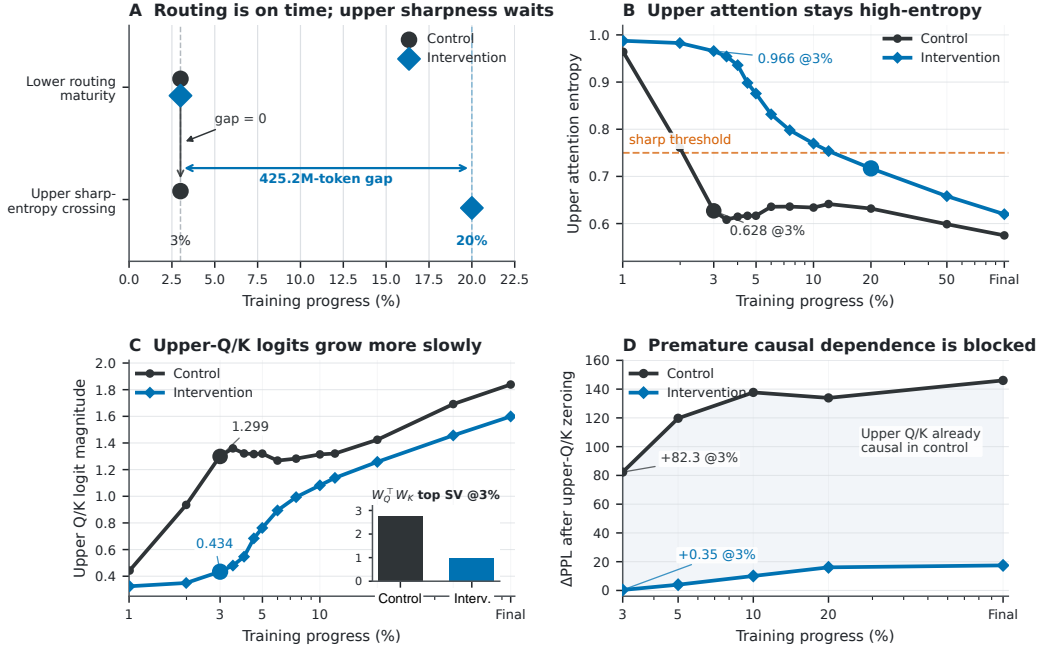 A Routing is on time; upper sharpness waits
Control
Intervention
Lower routing
maturity
gap = 0
425.2M-token gap
Upper sharp-
entropy crossing
3%
20%
0.0 2.5 5.0 7.5 10.0 12.5 15.0 17.5 20.0 22.5
Training progress (%)
B Upper attention stays high-entropy
Control
Intervention
0.966 @3%
sharp threshold
0.628 @3%
Upper attention entropy
1.0
0.9
0.8
0.7
0.6
1 3 5 10 20 50 Final
Training progress (%)
C Upper-Q/K logits grow more slowly
Control
Intervention
1.299
0.434
Upper Q/K logit magnitude
2.0
1.8
1.6
1.4
1.2
1.0
0.8
0.6
0.4
W_Q^⊤ W_K top SV @3%
3
2
1
0
Control Interv.
1 3 5 10 Final
Training progress (%)
D Premature causal dependence is blocked
Control
Intervention
Upper Q/K already
causal in control
+82.3 @3%
+0.35 @3%
ΔPPL after upper-Q/K zeroing
160
140
120
100
80
60
40
20
0
3 5 10 20 Final
Training progress (%)